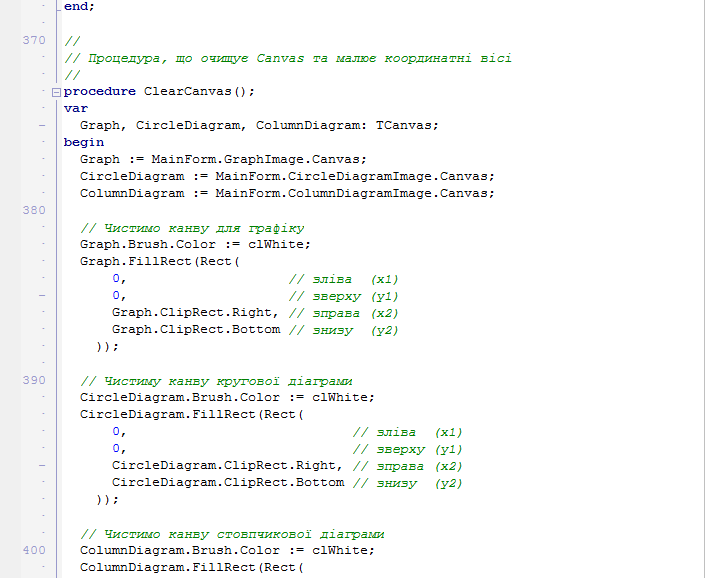 end;
370 //
// Процедура, що очищує Canvas та малює координатні вісі
//
procedure ClearCanvas();
var
Graph, CircleDiagram, ColumnDiagram: TCanvas;
begin
Graph := MainForm.GraphImage.Canvas;
CircleDiagram := MainForm.CircleDiagramImage.Canvas;
ColumnDiagram := MainForm.ColumnDiagramImage.Canvas;
380
// Чистимо канву для графіку
Graph.Brush.Color := clWhite;
Graph.FillRect(Rect(
0, // зліва (x1)
0, // зверху (y1)
Graph.ClipRect.Right, // зправа (x2)
Graph.ClipRect.Bottom // знизу (y2)
));
390 // Чистиму канву кругової діаграми
CircleDiagram.Brush.Color := clWhite;
CircleDiagram.FillRect(Rect(
0, // зліва (x1)
0, // зверху (y1)
CircleDiagram.ClipRect.Right, // зправа (x2)
CircleDiagram.ClipRect.Bottom // знизу (y2)
));
// Чистимо канву стовпчикової діаграми
400 ColumnDiagram.Brush.Color := clWhite;
ColumnDiagram.FillRect(Rect(